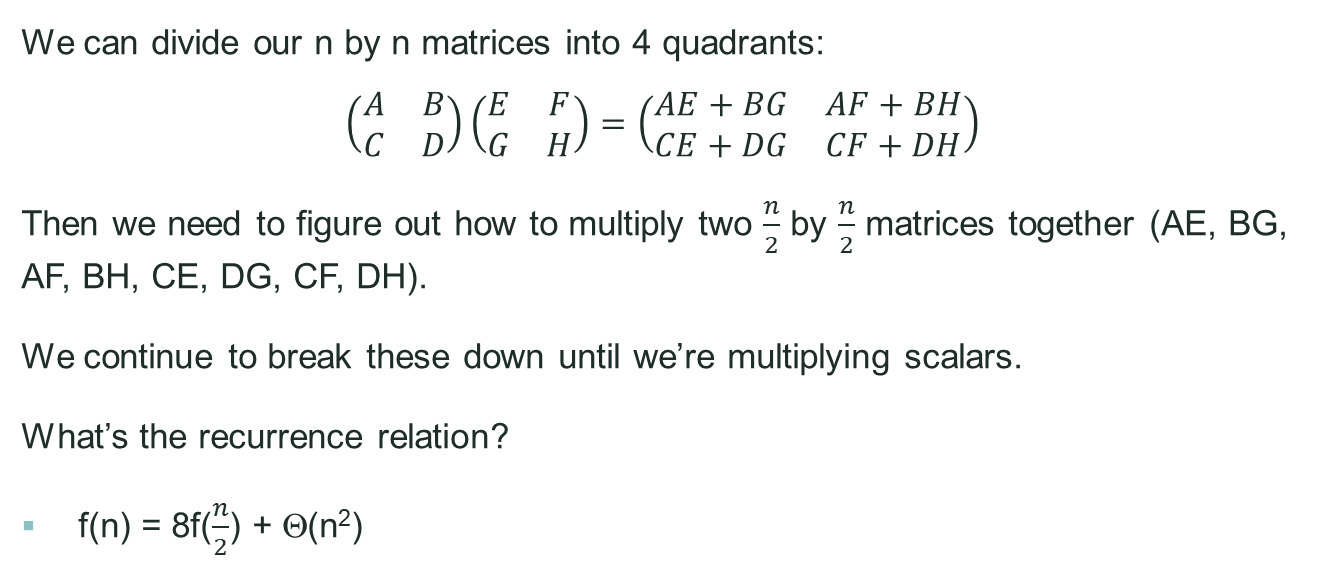 We can divide our n by n matrices into 4 quadrants:
(A B
C D)(E F
G H) = (AE + BG AF + BH
CE + DG CF + DH)
Then we need to figure out how to multiply two n/2 by n/2 matrices together (AE, BG,
AF, BH, CE, DG, CF, DH).
We continue to break these down until we’re multiplying scalars.
What’s the recurrence relation?
▪ f(n) = 8f(n/2) + Θ(n²)